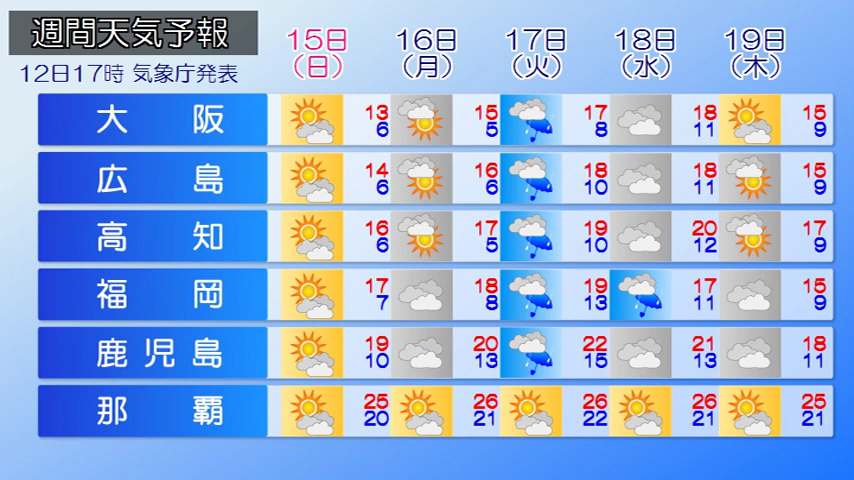 週間天気予報
12日17時 気象庁発表
15日 16日 17日 18日 19日
（日） （月） （火） （水） （木）
大阪 13 15 17 18 15
6 5 8 11 9
広島 14 16 18 18 15
6 6 10 11 9
高知 16 17 19 20 17
6 5 10 12 9
福岡 17 18 19 17 15
7 8 13 11 9
鹿児島 19 20 22 21 18
10 13 15 13 11
那覇 25 26 26 26 25
20 21 22 21 21